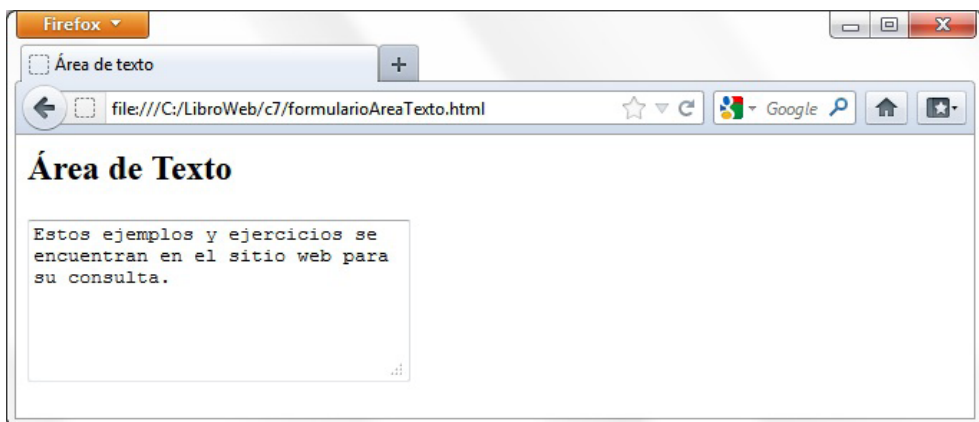 Firefox
Área de texto
file:///C:/LibroWeb/c7/formularioAreaTexto.html
Google
Área de Texto
Estos ejemplos y ejercicios se
encuentran en el sitio web para
su consulta.